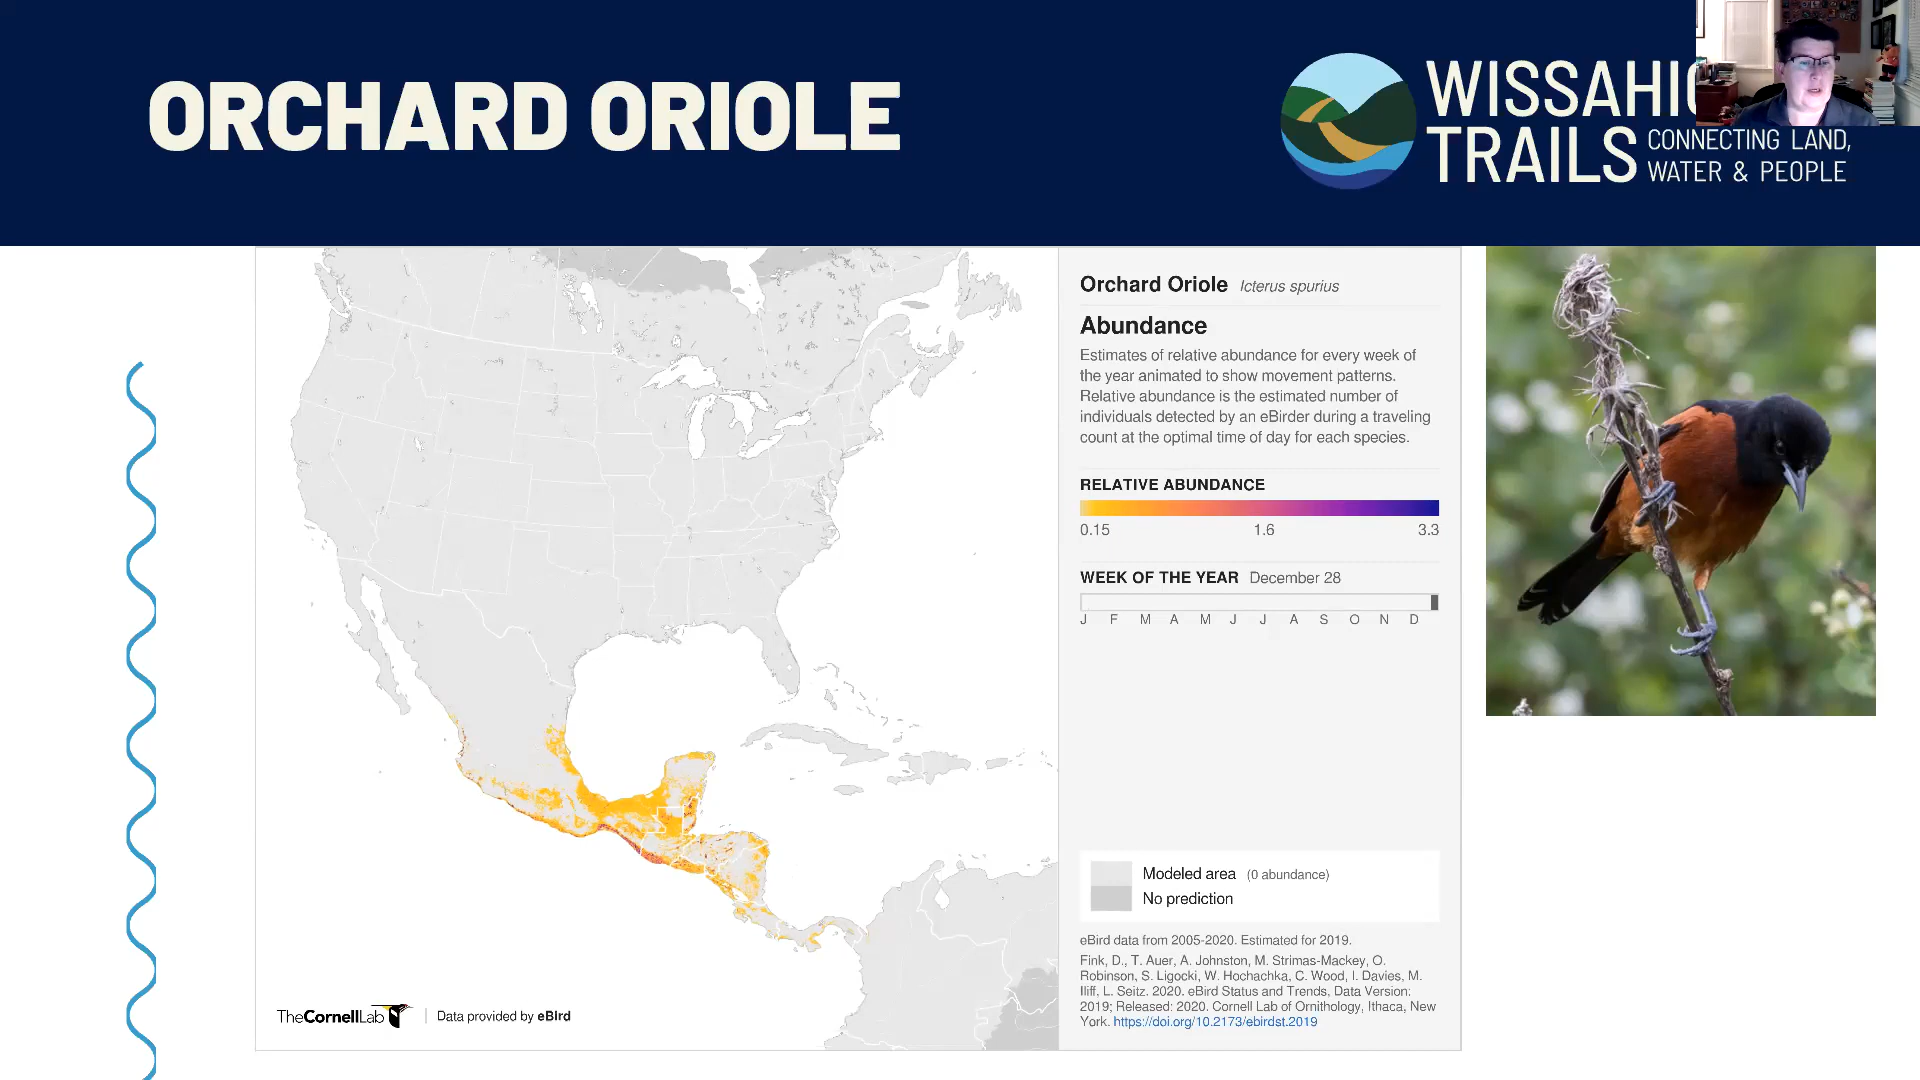 ORCHARD ORIOLE
WISSAHIC
TRAILS
CONNECTING LAND,
WATER & PEOPLE
Orchard Oriole Icterus spurius
Abundance
Estimates of relative abundance for every week of
the year animated to show movement patterns.
Relative abundance is the estimated number of
individuals detected by an eBirder during a traveling
count at the optimal time of day for each species.
RELATIVE ABUNDANCE
0.15 1.6 3.3
WEEK OF THE YEAR December 28
J F M A M J J A S O N D
Modeled area (0 abundance)
No prediction
eBird data from 2005-2020. Estimated for 2019.
Fink, D., T. Auer, A. Johnston, M. Strimas-Mackey, O.
Robinson, S. Ligocki, W. Hochachka, C. Wood, I. Davies, M.
Iliff, L. Seitz. 2020. eBird Status and Trends, Data Version:
2019; Released: 2020. Cornell Lab of Ornithology, Ithaca, New
York. https://doi.org/10.2173/ebirdst.2019
TheCornellLab | Data provided by eBird